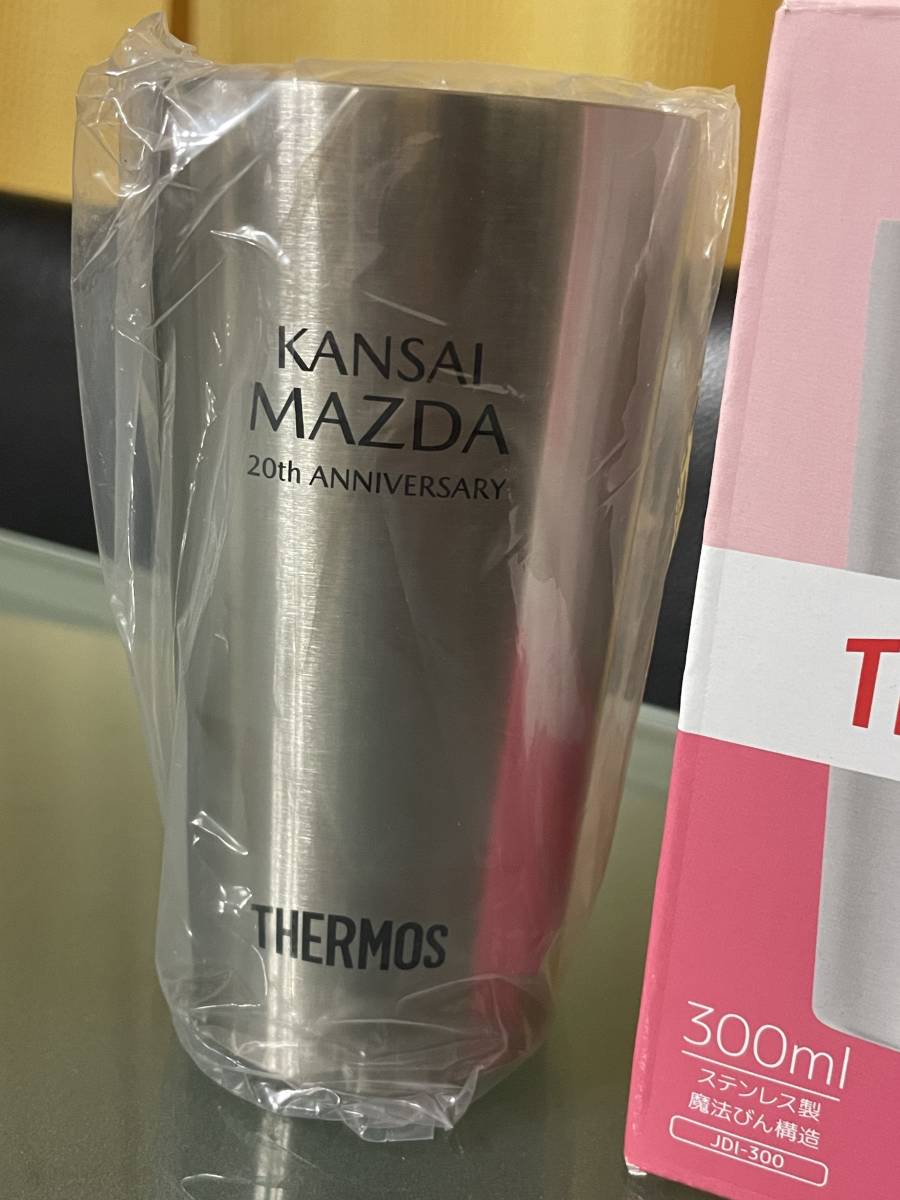 KANSAI
MAZDA
20th ANNIVERSARY
THERMOS
300ml
ステンレス製
魔法びん構造
JDI-300